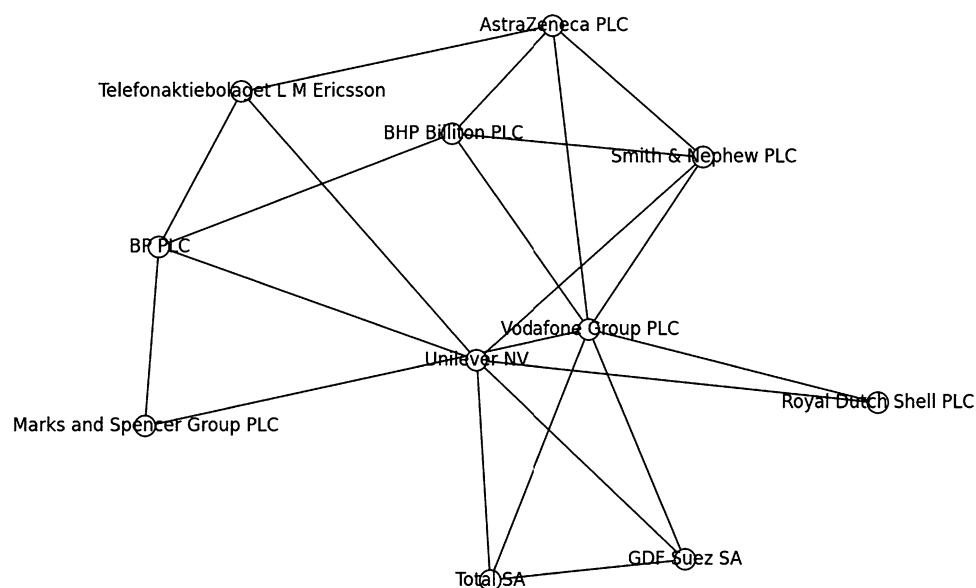 AstraZeneca PLC
Telefonaktiebolaget L M Ericsson
BHP Billiton PLC
Smith & Nephew PLC
BP PLC
Vodafone Group PLC
Unilever NV
Royal Dutch Shell PLC
Marks and Spencer Group PLC
GDF Suez SA
Total SA